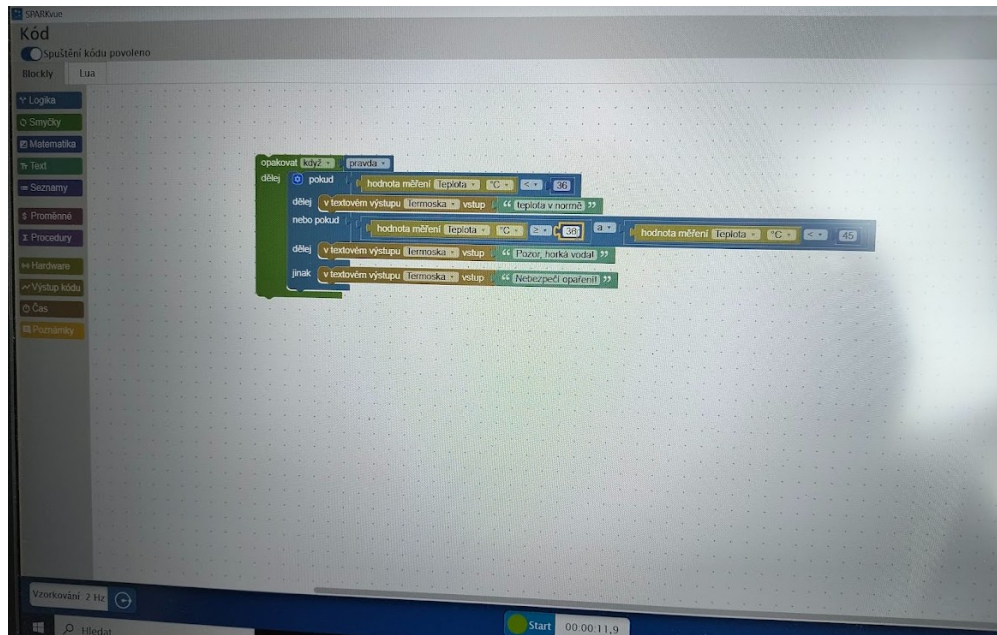 SPARKvue
Kód
Spuštění kódu povoleno
Blockly Lua
Logika
Smyčky
Matematika
Text
Seznamy
Proměnné
Procedury
Hardware
Výstup kódu
Čas
Poznámky
opakovat když pravda
dělej pokud hodnota měření Teplota °C < 36
dělej v textovém výstupu Termoska vstup “ teplota v normě ”
nebo pokud hodnota měření Teplota °C ≥ 36 a hodnota měření Teplota °C < 45
dělej v textovém výstupu Termoska vstup “ Pozor, horká voda! ”
jinak v textovém výstupu Termoska vstup “ Nebezpečí opaření! ”
Vzorkování 2 Hz
Start 00:00:11,9
Hledat